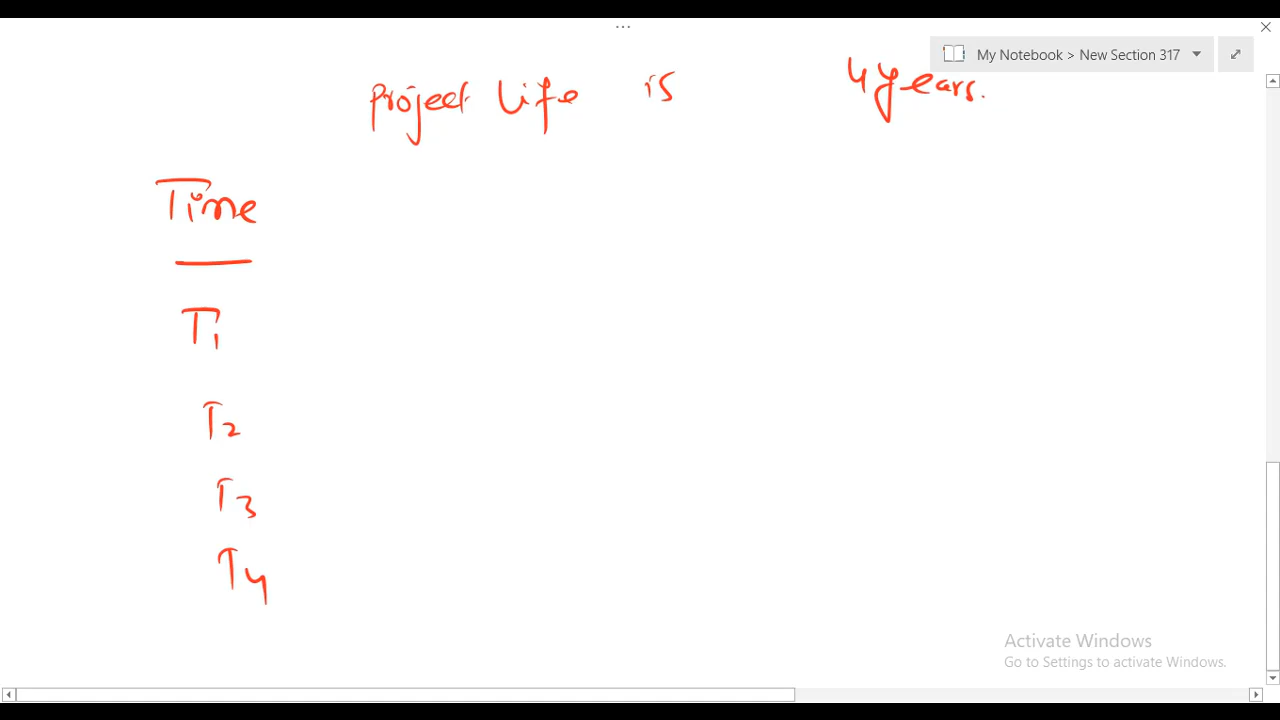 ...
My Notebook > New Section 317
Project Life is 4 years.
Time
T1
T2
T3
T4
Activate Windows
Go to Settings to activate Windows.